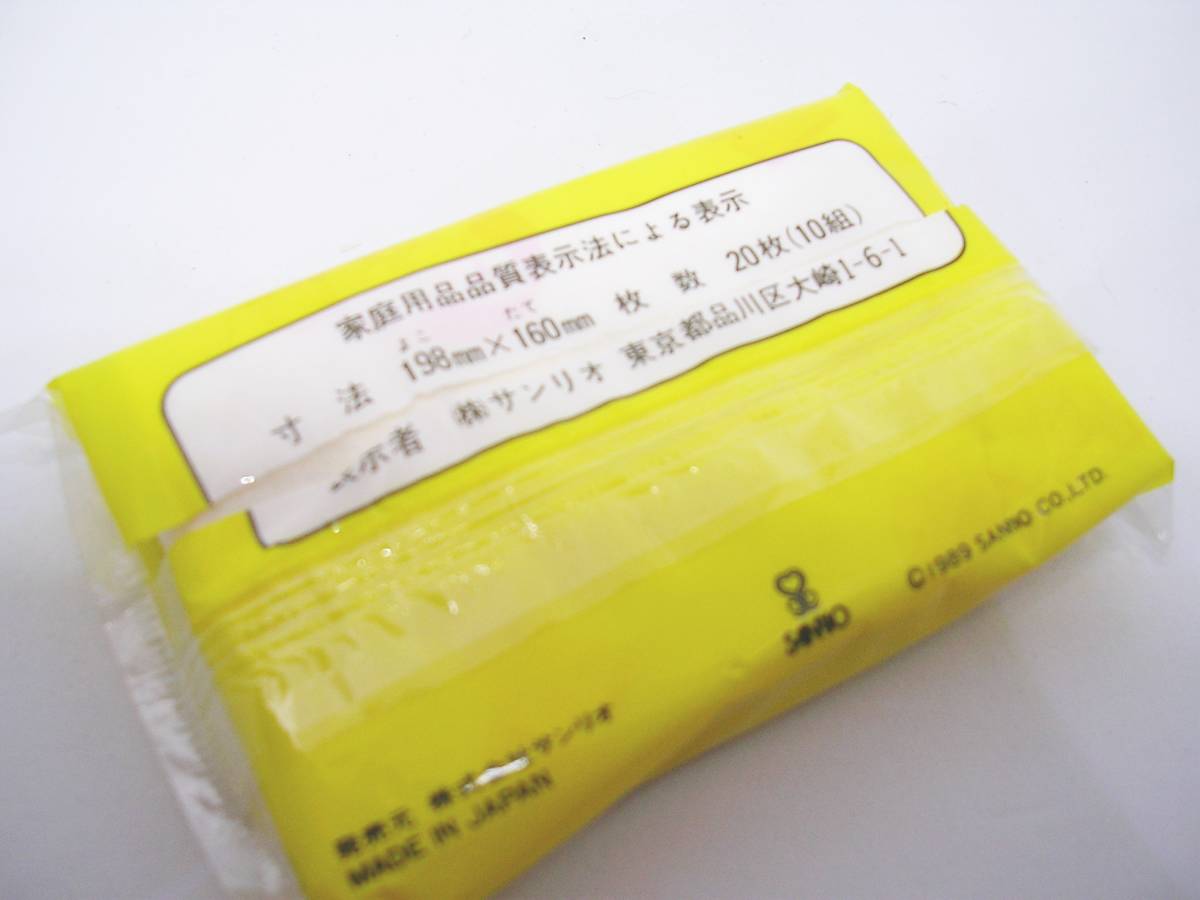 家庭用品品質表示法による表示
よこ たて
寸法 198mm×160mm 枚数 20枚(10組)
表示者 ㈱サンリオ 東京都品川区大崎1-6-1
©1989 SANRIO CO.,LTD.
SANRIO
発売元 株式会社サンリオ
MADE IN JAPAN